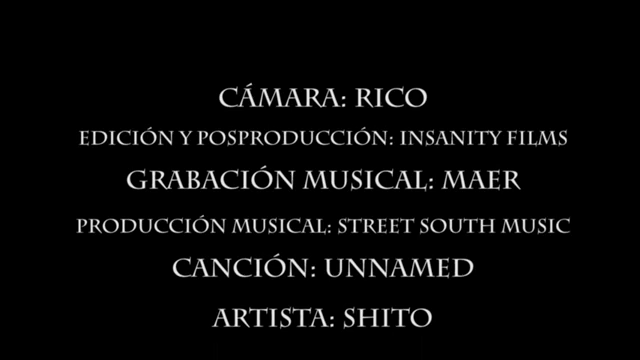 CÁMARA: RICO
EDICIÓN Y POSPRODUCCIÓN: INSANITY FILMS
GRABACIÓN MUSICAL: MAER
PRODUCCIÓN MUSICAL: STREET SOUTH MUSIC
CANCIÓN: UNNAMED
ARTISTA: SHITO